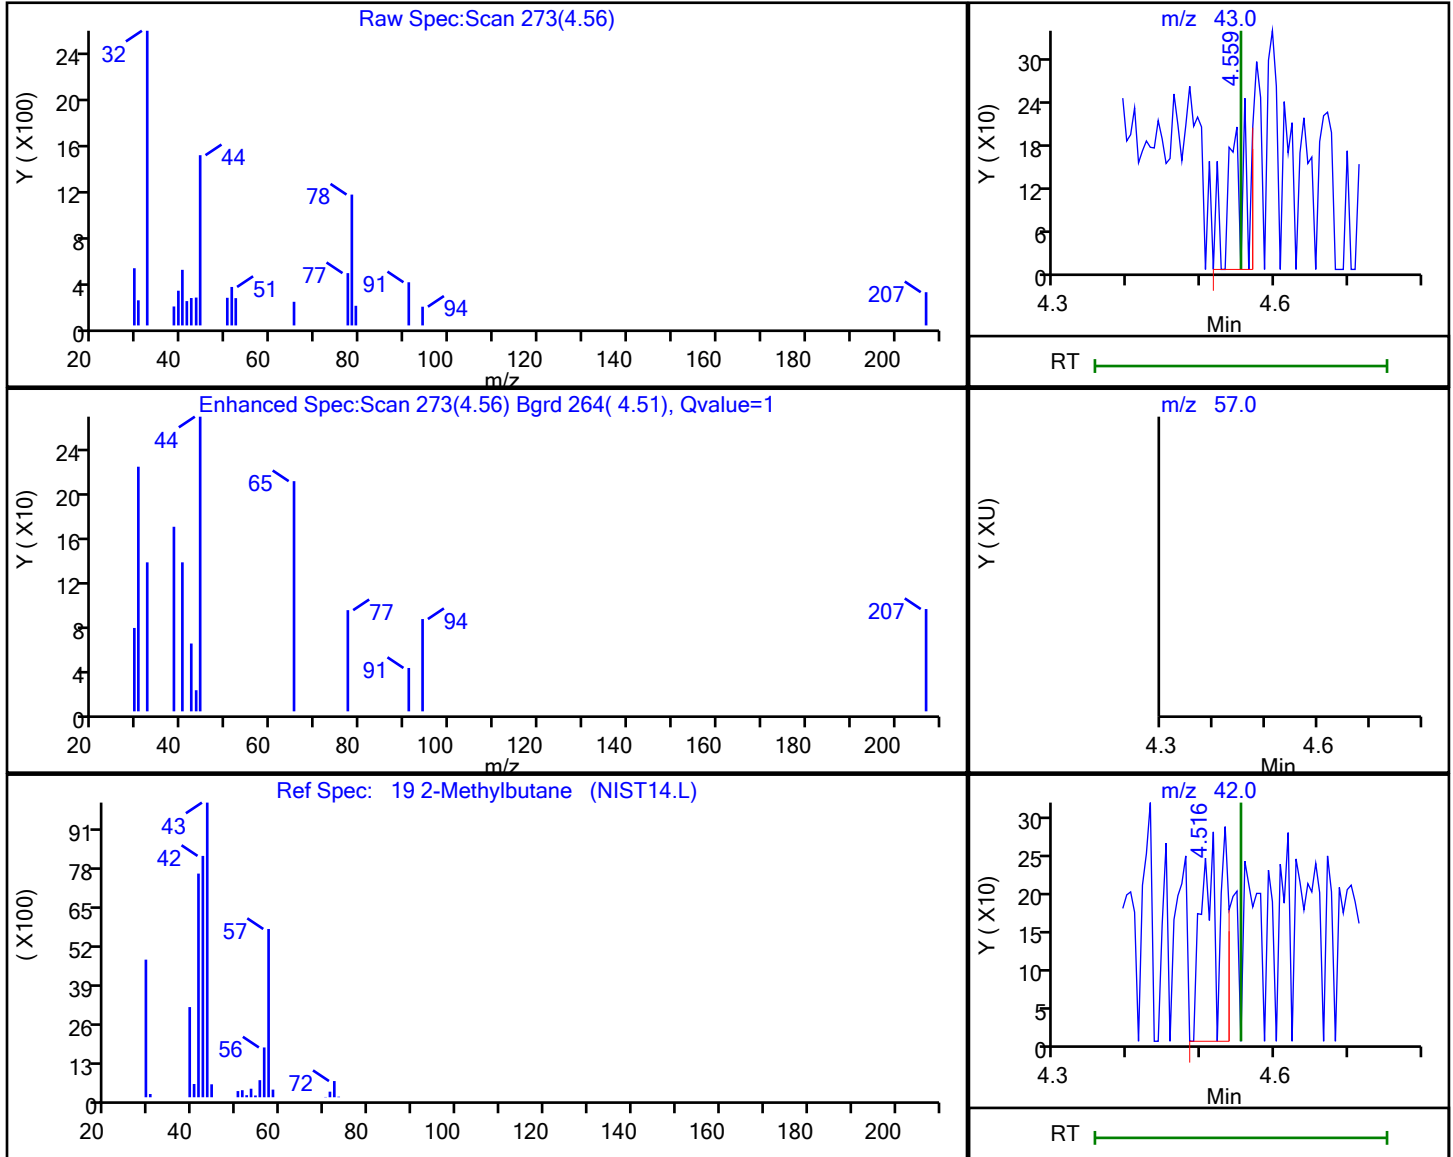 Raw Spec:Scan 273(4.56)
Y ( X100)
24
20
16
12
8
4
0
32
44
78
77
51
91
94
207
20 40 60 80 100 120 140 160 180 200
m/z
m/z 43.0
Y ( X10)
30
24
18
12
6
0
4.559
4.3 4.6
Min
RT
Enhanced Spec:Scan 273(4.56) Bgrd 264( 4.51), Qvalue=1
Y ( X10)
24
20
16
12
8
4
0
44
65
77
91
94
207
20 40 60 80 100 120 140 160 180 200
m/z
m/z 57.0
Y ( XU)
4.3 4.6
Min
Ref Spec: 19 2-Methylbutane (NIST14.L)
( X100)
91
78
65
52
39
26
13
0
43
42
57
56
72
20 40 60 80 100 120 140 160 180 200
m/z 42.0
Y ( X10)
30
25
20
15
10
5
0
4.516
4.3 4.6
Min
RT